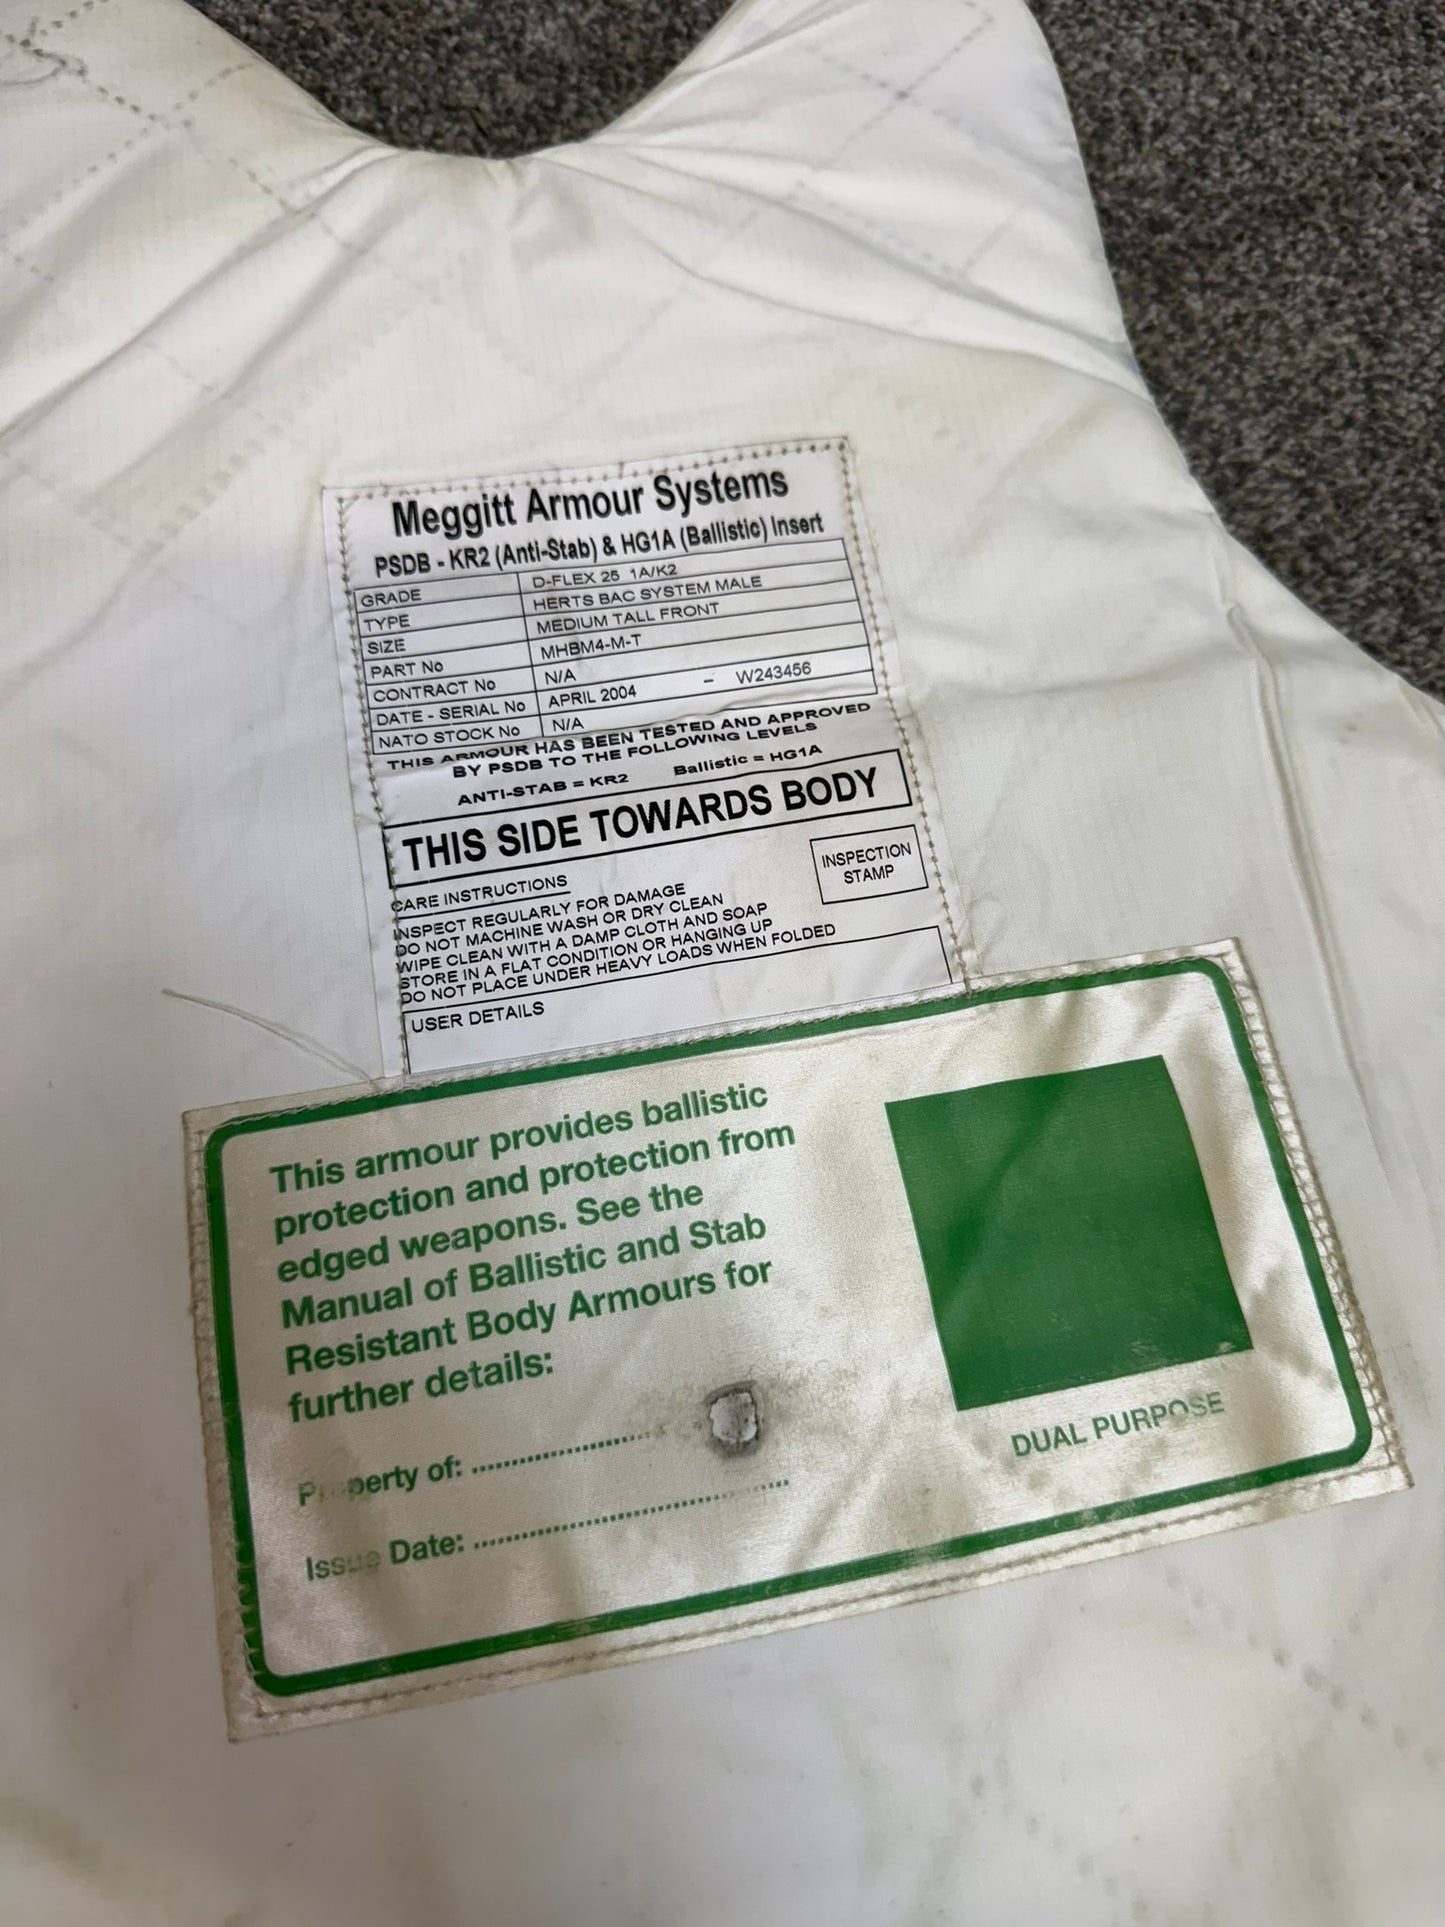 Meggitt Armour Systems
PSDB - KR2 (Anti-Stab) & HG1A (Ballistic) Insert
GRADE D-FLEX 25 1A/K2
TYPE HERTS BAC SYSTEM MALE
SIZE MEDIUM TALL FRONT
PART No MHBM4-M-T
CONTRACT No N/A
DATE - SERIAL No APRIL 2004 - W243456
NATO STOCK No N/A
THIS ARMOUR HAS BEEN TESTED AND APPROVED
BY PSDB TO THE FOLLOWING LEVELS
ANTI-STAB = KR2 Ballistic = HG1A
THIS SIDE TOWARDS BODY
INSPECTION
STAMP
CARE INSTRUCTIONS
INSPECT REGULARLY FOR DAMAGE
DO NOT MACHINE WASH OR DRY CLEAN
WIPE CLEAN WITH A DAMP CLOTH AND SOAP
STORE IN A FLAT CONDITION OR HANGING UP
DO NOT PLACE UNDER HEAVY LOADS WHEN FOLDED
USER DETAILS
This armour provides ballistic
protection and protection from
edged weapons. See the
Manual of Ballistic and Stab
Resistant Body Armours for
further details:
Property of:
Issue Date:
DUAL PURPOSE